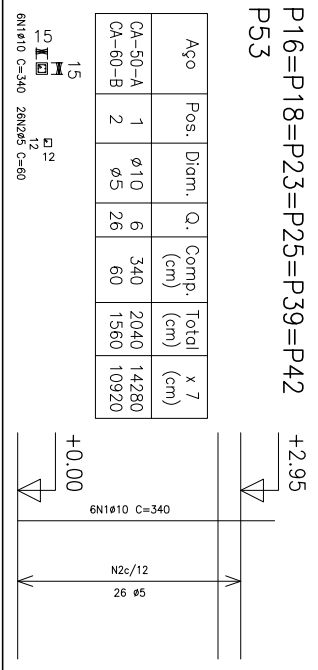 P16=P18=P23=P25=P39=P42
P53
Aço Pos. Diam. Q. Comp. (cm) Total (cm) x 7 (cm)
CA-50-A 1 ø10 6 340 2040 14280
CA-60-B 2 ø5 26 60 1560 10920
15
15
6N1ø10 C=340
12
12
26N2ø5 C=60
+2.95
+0.00
6N1ø10 C=340
N2c/12
26 ø5